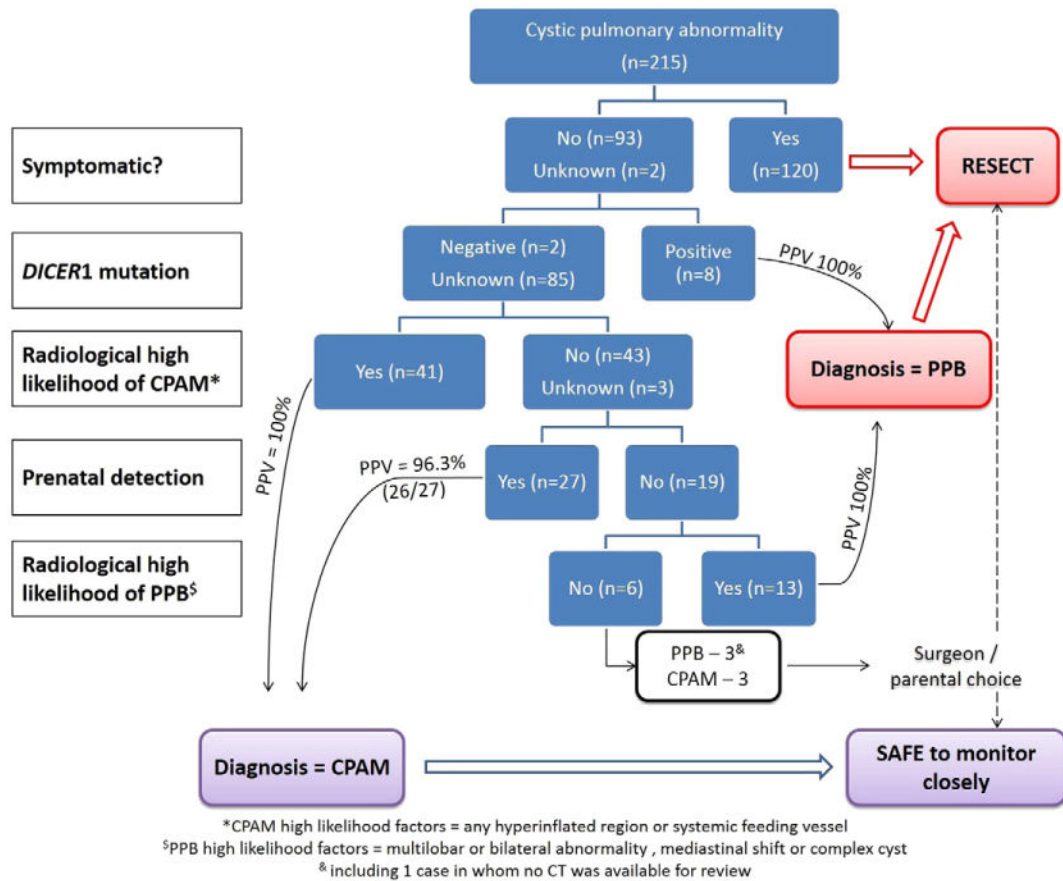 Cystic pulmonary abnormality
(n=215)
Symptomatic?
No (n=93)
Unknown (n=2)
Yes
(n=120)
RESECT
DICER1 mutation
Negative (n=2)
Unknown (n=85)
Positive
(n=8)
PPV 100%
Radiological high
likelihood of CPAM*
Yes (n=41)
No (n=43)
Unknown (n=3)
Diagnosis = PPB
PPV = 100%
Prenatal detection
PPV = 96.3%
(26/27)
Yes (n=27)
No (n=19)
PPV 100%
Radiological high
likelihood of PPB$
No (n=6)
Yes (n=13)
PPB – 3&
CPAM – 3
Surgeon /
parental choice
Diagnosis = CPAM
SAFE to monitor
closely
*CPAM high likelihood factors = any hyperinflated region or systemic feeding vessel
$PPB high likelihood factors = multilobar or bilateral abnormality , mediastinal shift or complex cyst
& including 1 case in whom no CT was available for review